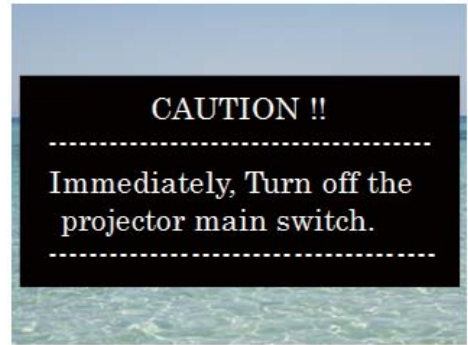 CAUTION !!
Immediately, Turn off the
projector main switch.